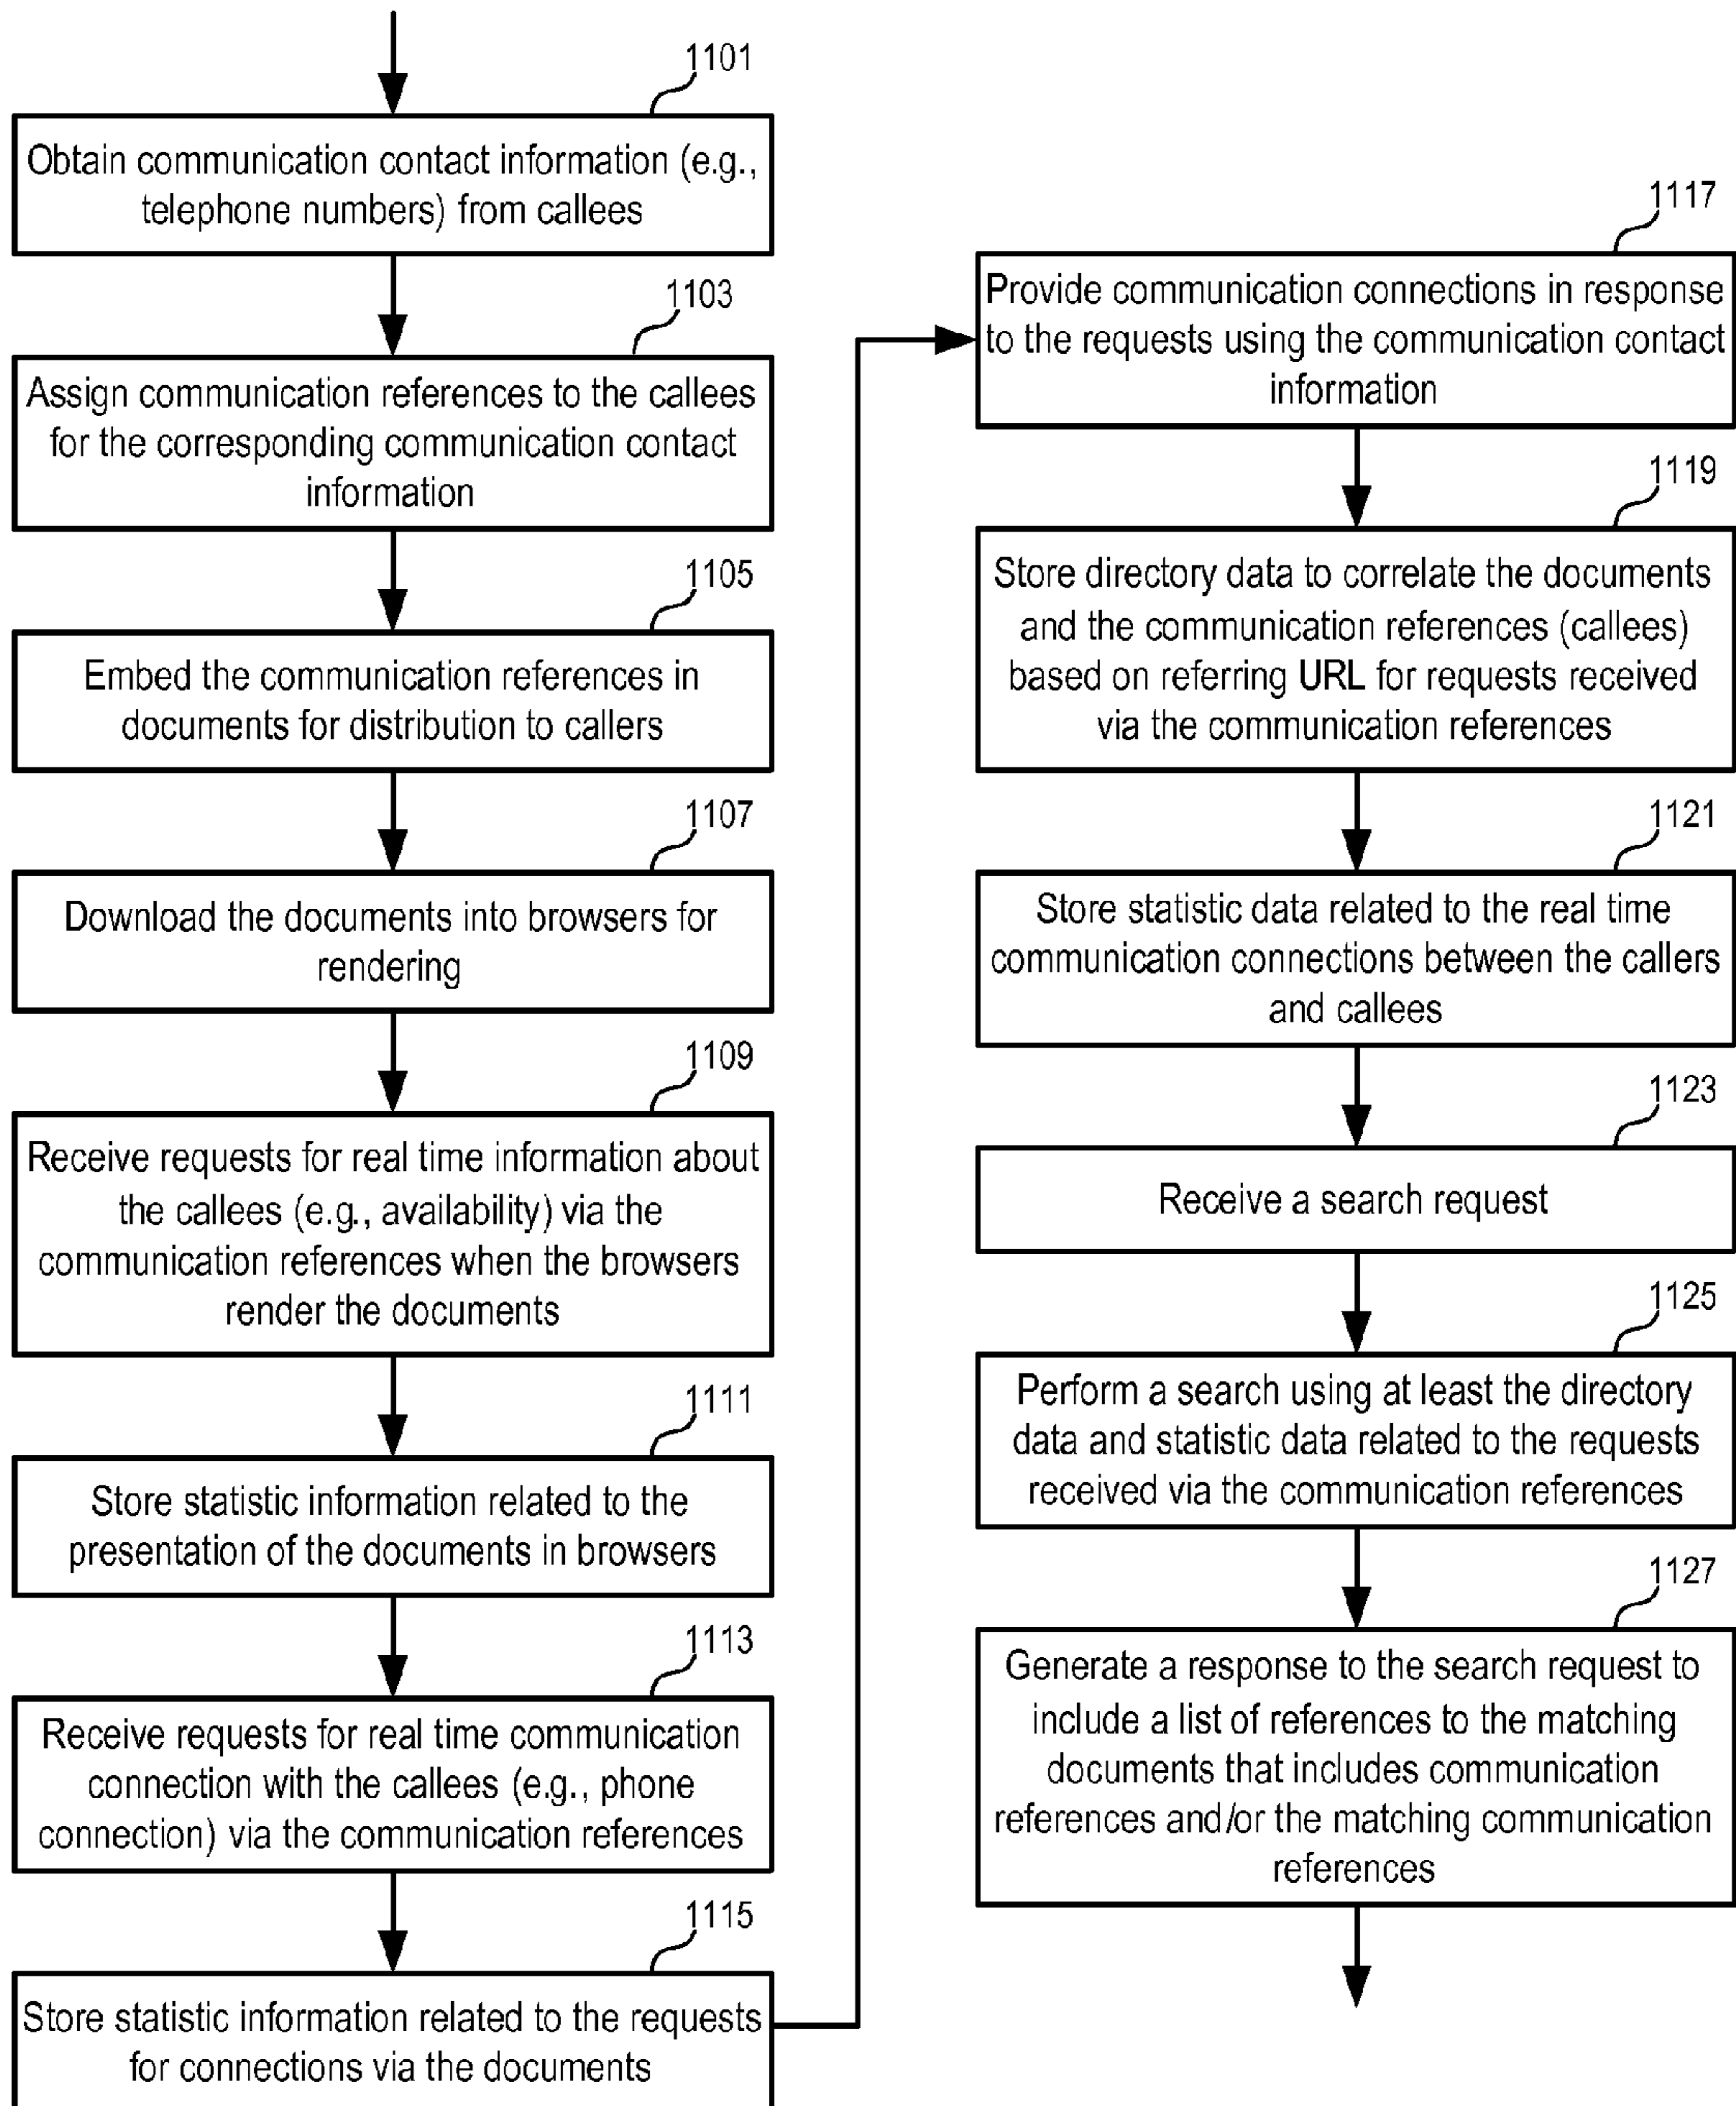 1101
Obtain communication contact information (e.g.,
telephone numbers) from callees
1103
Assign communication references to the callees
for the corresponding communication contact
information
1105
Embed the communication references in
documents for distribution to callers
1107
Download the documents into browsers for
rendering
1109
Receive requests for real time information about
the callees (e.g., availability) via the
communication references when the browsers
render the documents
1111
Store statistic information related to the
presentation of the documents in browsers
1113
Receive requests for real time communication
connection with the callees (e.g., phone
connection) via the communication references
1115
Store statistic information related to the requests
for connections via the documents
1117
Provide communication connections in response
to the requests using the communication contact
information
1119
Store directory data to correlate the documents
and the communication references (callees)
based on referring URL for requests received
via the communication references
1121
Store statistic data related to the real time
communication connections between the callers
and callees
1123
Receive a search request
1125
Perform a search using at least the directory
data and statistic data related to the requests
received via the communication references
1127
Generate a response to the search request to
include a list of references to the matching
documents that includes communication
references and/or the matching communication
references